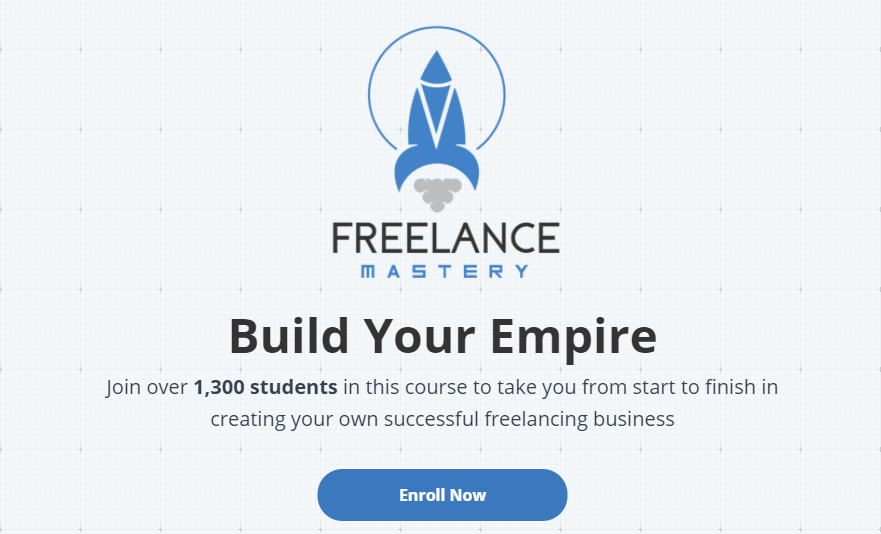 FREELANCE
MASTERY
Build Your Empire
Join over 1,300 students in this course to take you from start to finish in
creating your own successful freelancing business
Enroll Now